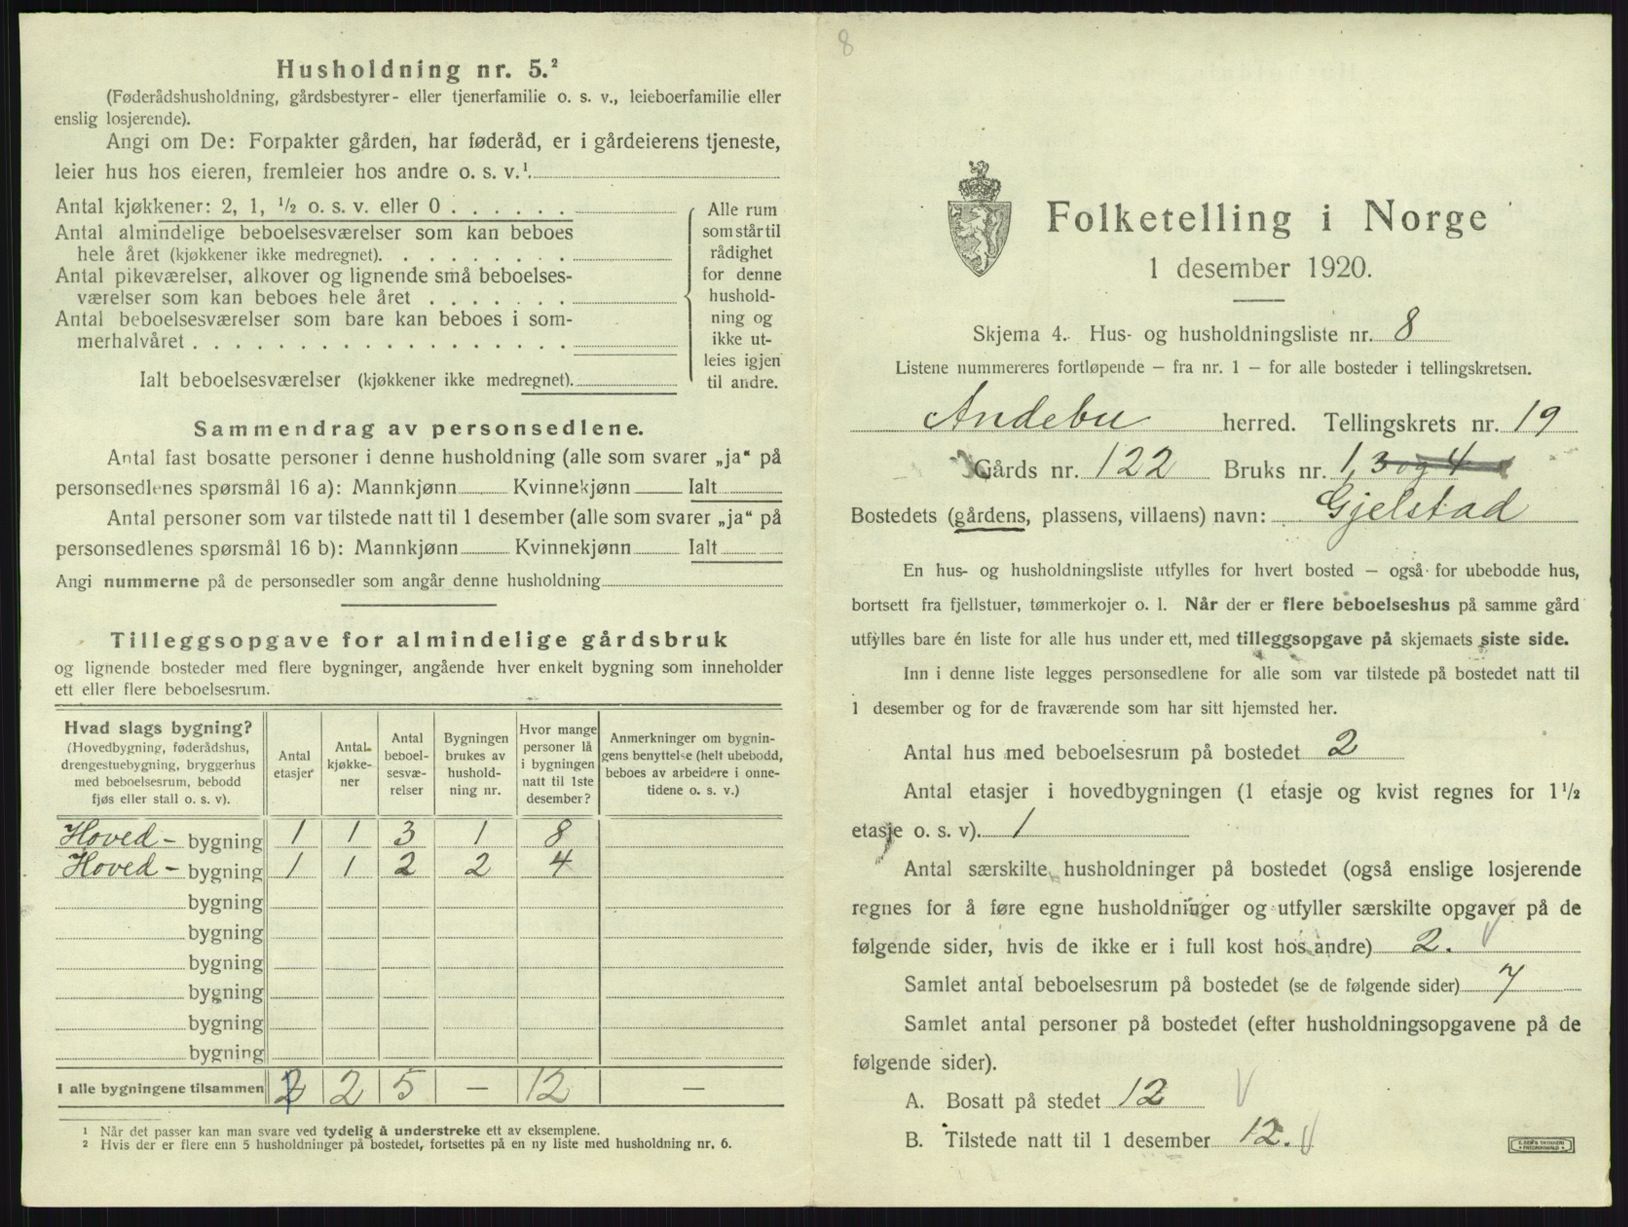 Husholdning nr. 5.²
(Føderådshusholdning, gårdsbestyrer- eller tjenerfamilie o. s. v., leieboerfamilie eller
enslig losjerende).
Angi om De: Forpakter gården, har føderåd, er i gårdeierens tjeneste,
leier hus hos eieren, fremleier hos andre o. s. v.¹
Antal kjøkkener: 2, 1, ½ o. s. v. eller 0
Antal almindelige beboelsesværelser som kan beboes
hele året (kjøkkener ikke medregnet).
Antal pikeværelser, alkover og lignende små beboelses-
værelser som kan beboes hele året
Antal beboelsesværelser som bare kan beboes i som-
merhalvåret
Ialt beboelsesværelser (kjøkkener ikke medregnet).
Alle rum
som står til
rådighet
for denne
hushold-
ning og
ikke ut-
leies igjen
til andre.
Sammendrag av personsedlene.
Antal fast bosatte personer i denne husholdning (alle som svarer „ja“ på
personsedlenes spørsmål 16 a): Mannkjønn Kvinnekjønn Ialt
Antal personer som var tilstede natt til 1 desember (alle som svarer „ja“ på
personsedlenes spørsmål 16 b): Mannkjønn Kvinnekjønn Ialt
Angi nummerne på de personsedler som angår denne husholdning
Tilleggsopgave for almindelige gårdsbruk
og lignende bosteder med flere bygninger, angående hver enkelt bygning som inneholder
ett eller flere beboelsesrum.
Hvad slags bygning?
(Hovedbygning, føderådshus,
drengestuebygning, bryggerhus
med beboelsesrum, bebodd
fjøs eller stall o. s. v).
Antal
etasjer
Antal
kjøkke-
ner
Antal
beboel-
sesvæ-
relser
Bygningen
brukes av
hushold-
ning nr.
Hvor mange
personer lå
i bygningen
natt til 1ste
desember?
Anmerkninger om bygnin-
gens benyttelse (helt ubebodd,
beboes av arbeidere i onne-
tidene o. s. v.)
Hoved- bygning 1 1 3 1 8
Hoved- bygning 1 1 2 2 4
bygning
bygning
bygning
bygning
bygning
bygning
I alle bygningene tilsammen 2 2 5 – 12 –
¹ Når det passer kan man svare ved tydelig å understreke ett av eksemplene.
² Hvis der er flere enn 5 husholdninger på bostedet, fortsettes på en ny liste med husholdning nr. 6.
8
Folketelling i Norge
1 desember 1920.
Skjema 4. Hus- og husholdningsliste nr. 8
Listene nummereres fortløpende – fra nr. 1 – for alle bosteder i tellingskretsen.
Andebu herred. Tellingskrets nr. 19
Gårds nr. 122 Bruks nr. 1, 3 og 4
Bostedets (gårdens, plassens, villaens) navn: Gjelstad
En hus- og husholdningsliste utfylles for hvert bosted – også for ubebodde hus,
bortsett fra fjellstuer, tømmerkojer o. l. Når der er flere beboelseshus på samme gård
utfylles bare én liste for alle hus under ett, med tilleggsopgave på skjemaets siste side.
Inn i denne liste legges personsedlene for alle som var tilstede på bostedet natt til
1 desember og for de fraværende som har sitt hjemsted her.
Antal hus med beboelsesrum på bostedet 2
Antal etasjer i hovedbygningen (1 etasje og kvist regnes for 1½
etasje o. s. v). 1
Antal særskilte husholdninger på bostedet (også enslige losjerende
regnes for å føre egne husholdninger og utfyller særskilte opgaver på de
følgende sider, hvis de ikke er i full kost hos andre) 2.
Samlet antal beboelsesrum på bostedet (se de følgende sider) 7
Samlet antal personer på bostedet (efter husholdningsopgavene på de
følgende sider).
A. Bosatt på stedet 12
B. Tilstede natt til 1 desember 12.